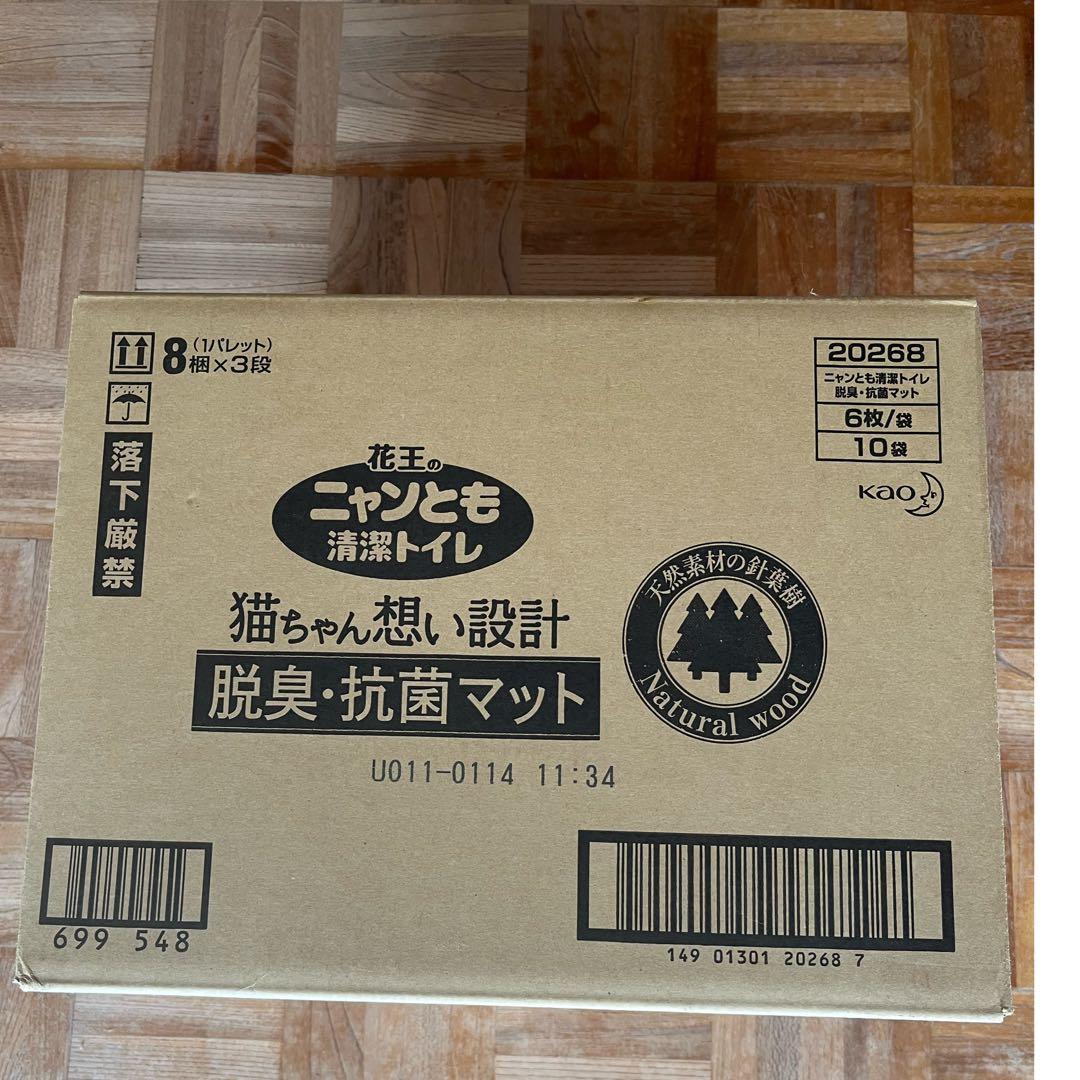 (1パレット)
8梱×3段
落下厳禁
20268
ニャンとも清潔トイレ
脱臭・抗菌マット
6枚/袋
10袋
Kao
花王の
ニャンとも
清潔トイレ
猫ちゃん想い設計
脱臭・抗菌マット
天然素材の針葉樹
Natural wood
U011-0114 11:34
699 548
149 01301 20268 7